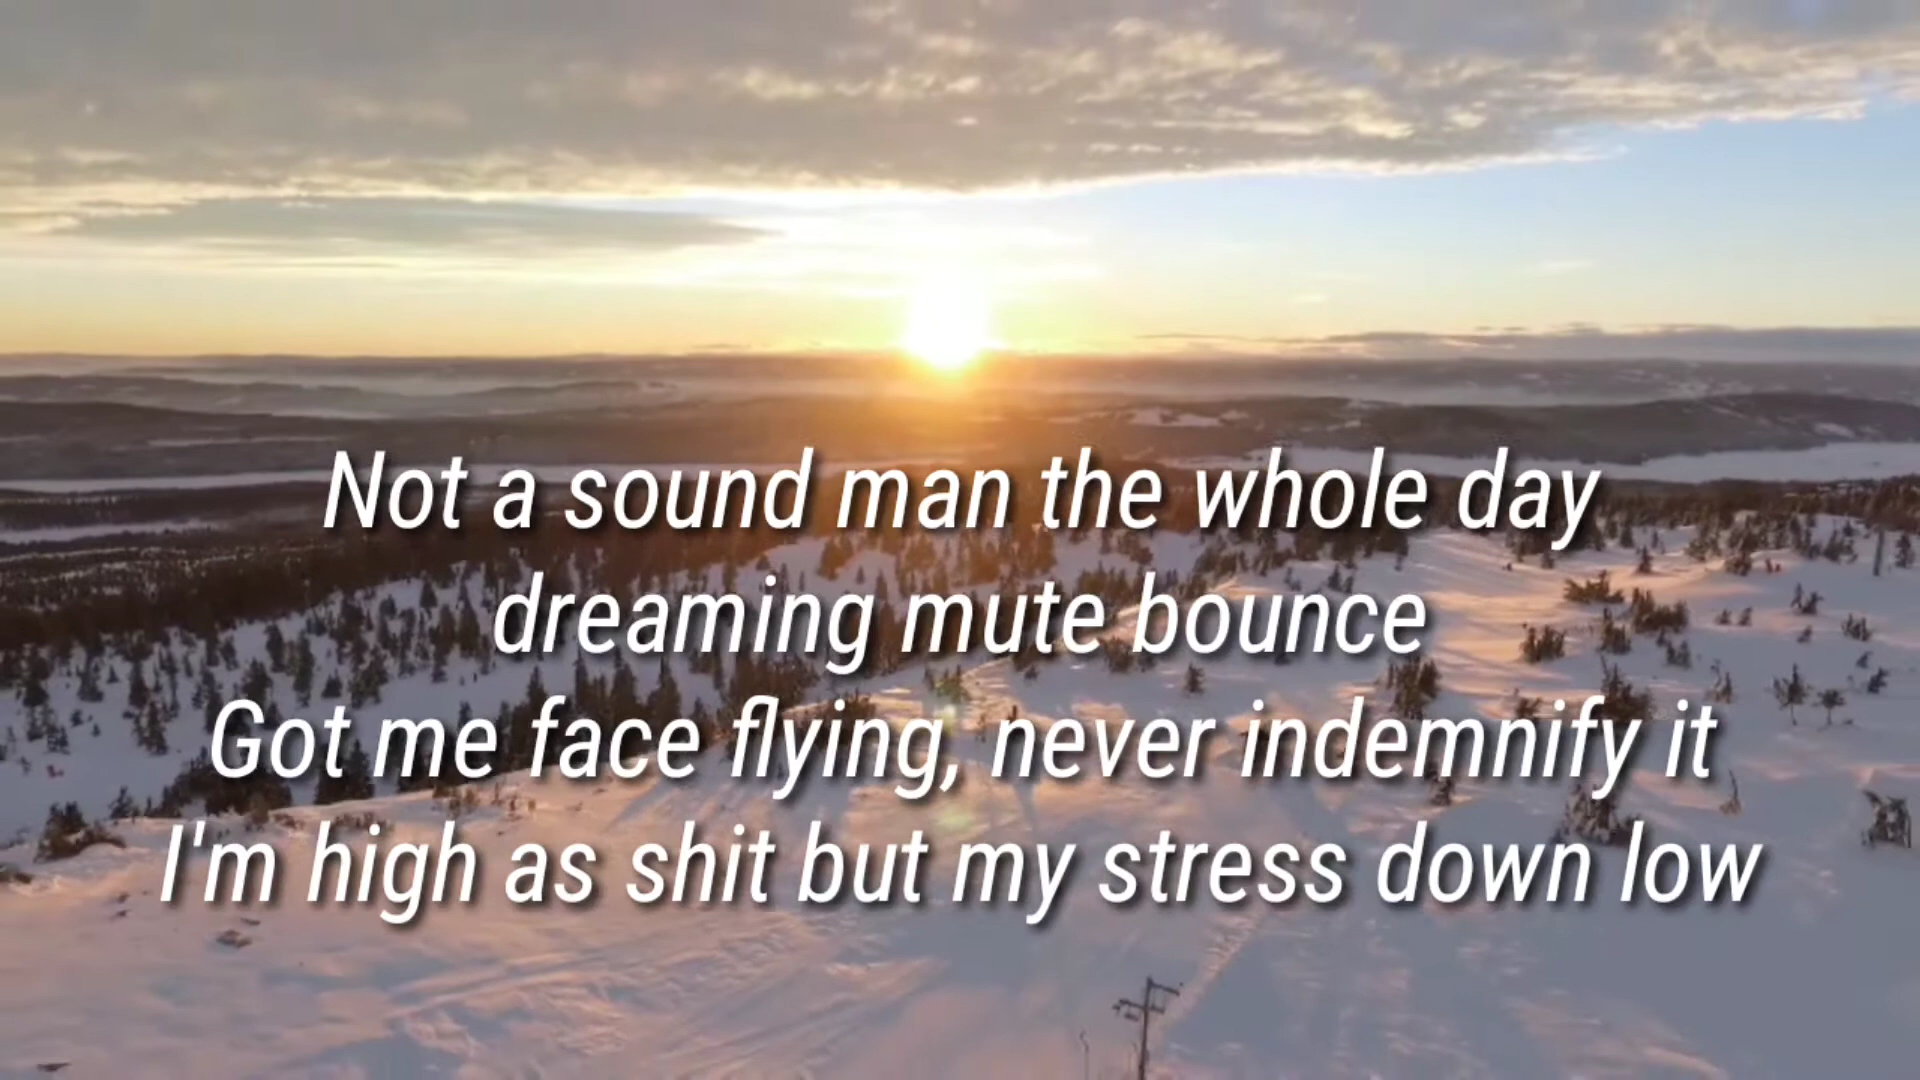 Not a sound man the whole day
dreaming mute bounce
Got me face flying, never indemnify it
I'm high as shit but my stress down low